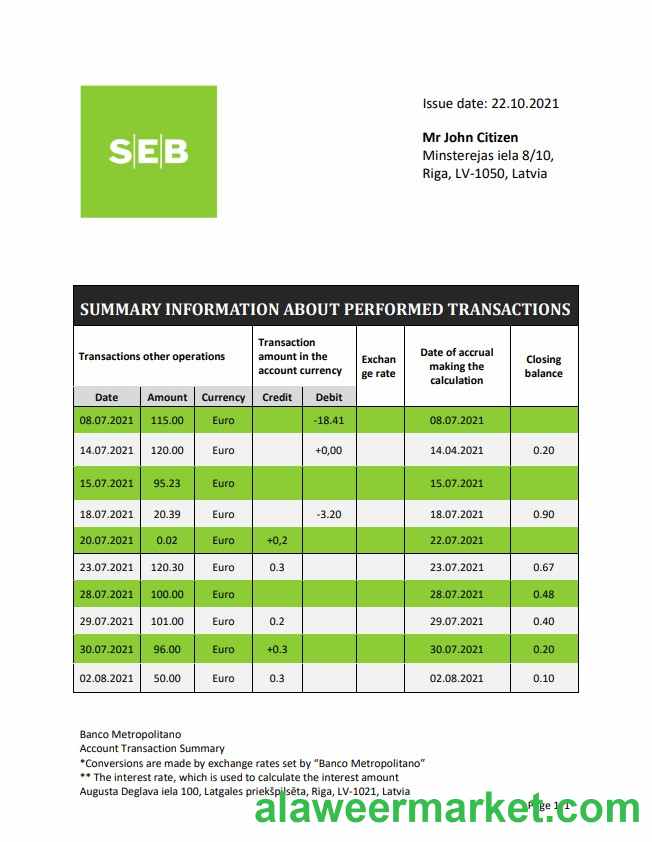 SEB
Issue date: 22.10.2021
Mr John Citizen
Minsterejas iela 8/10,
Riga, LV-1050, Latvia
SUMMARY INFORMATION ABOUT PERFORMED TRANSACTIONS
Transactions other operations
Transaction
amount in the
account currency
Exchan
ge rate
Date of accrual
making the
calculation
Closing
balance
Date Amount Currency Credit Debit
08.07.2021 115.00 Euro -18.41 08.07.2021
14.07.2021 120.00 Euro +0,00 14.04.2021 0.20
15.07.2021 95.23 Euro 15.07.2021
18.07.2021 20.39 Euro -3.20 18.07.2021 0.90
20.07.2021 0.02 Euro +0,2 22.07.2021
23.07.2021 120.30 Euro 0.3 23.07.2021 0.67
28.07.2021 100.00 Euro 28.07.2021 0.48
29.07.2021 101.00 Euro 0.2 29.07.2021 0.40
30.07.2021 96.00 Euro +0.3 30.07.2021 0.20
02.08.2021 50.00 Euro 0.3 02.08.2021 0.10
Banco Metropolitano
Account Transaction Summary
*Conversions are made by exchange rates set by “Banco Metropolitano”
** The interest rate, which is used to calculate the interest amount
Augusta Deglava iela 100, Latgales priekšpilsēta, Riga, LV-1021, Latvia
alaweermarket.com